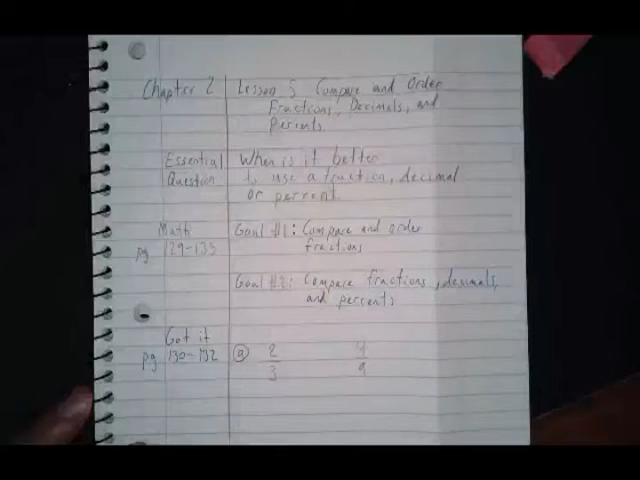 Chapter 2 Lesson 5 Compare and Order
Fractions, Decimals, and
Percents.
Essential When is it better
Question to use a fraction, decimal
or percent.
Math Goal #1: Compare and order
pg 129-135 fractions
Goal #2: Compare fractions, decimals,
and percents
Got it
pg 130-132 (a) 2/3 4/9